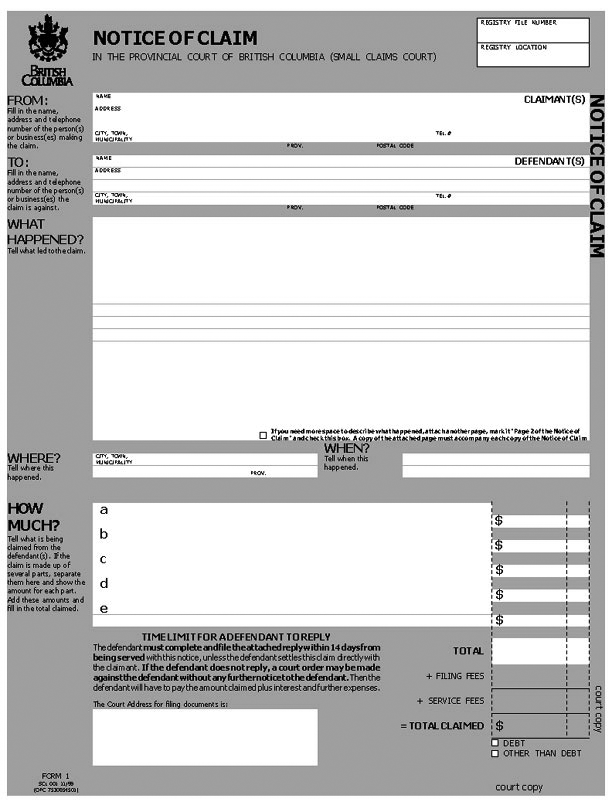 REGISTRY FILE NUMBER
NOTICE OF CLAIM
IN THE PROVINCIAL COURT OF BRITISH COLUMBIA (SMALL CLAIMS COURT)
REGISTRY LOCATION
BRITISH
COLUMBIA
FROM:
Fill in the name,
address and telephone
number of the person(s)
or business(es) making
the claim.
NAME
CLAIMANT(S)
ADDRESS
CITY, TOWN,
MUNICIPALITY
TEL.#
PROV.
POSTAL CODE
NOTICE OF CLAIM
TO:
Fill in the name,
address and telephone
number of the person(s)
or business(es) the
claim is against.
NAME
DEFENDANT(S)
ADDRESS
CITY, TOWN,
MUNICIPALITY
TEL.#
PROV.
POSTAL CODE
WHAT
HAPPENED?
Tell what led to the claim.
If you need more space to describe what happened, attach another page, mark it "Page 2 of the Notice of
Claim" and check this box. A copy of the attached page must accompany each copy of the Notice of Claim
WHERE?
Tell where this
happened.
CITY, TOWN,
MUNICIPALITY
PROV.
WHEN?
Tell when this
happened.
HOW
MUCH?
Tell what is being
claimed from the
defendant(s). If the
claim is made up of
several parts, separate
them here and show the
amount for each part.
Add these amounts and
fill in the total claimed.
a
$
b
$
c
$
d
$
e
$
TIME LIMIT FOR A DEFENDANT TO REPLY
The defendant must complete and file the attached reply within 14 days from
being served with this notice, unless the defendant settles this claim directly with
the claimant. If the defendant does not reply, a court order may be made
against the defendant without any further notice to the defendant. Then the
defendant will have to pay the amount claimed plus interest and further expenses.
The Court Address for filing documents is:
TOTAL
+ FILING FEES
+ SERVICE FEES
= TOTAL CLAIMED $
DEBT
OTHER THAN DEBT
court copy
FORM 1
court copy